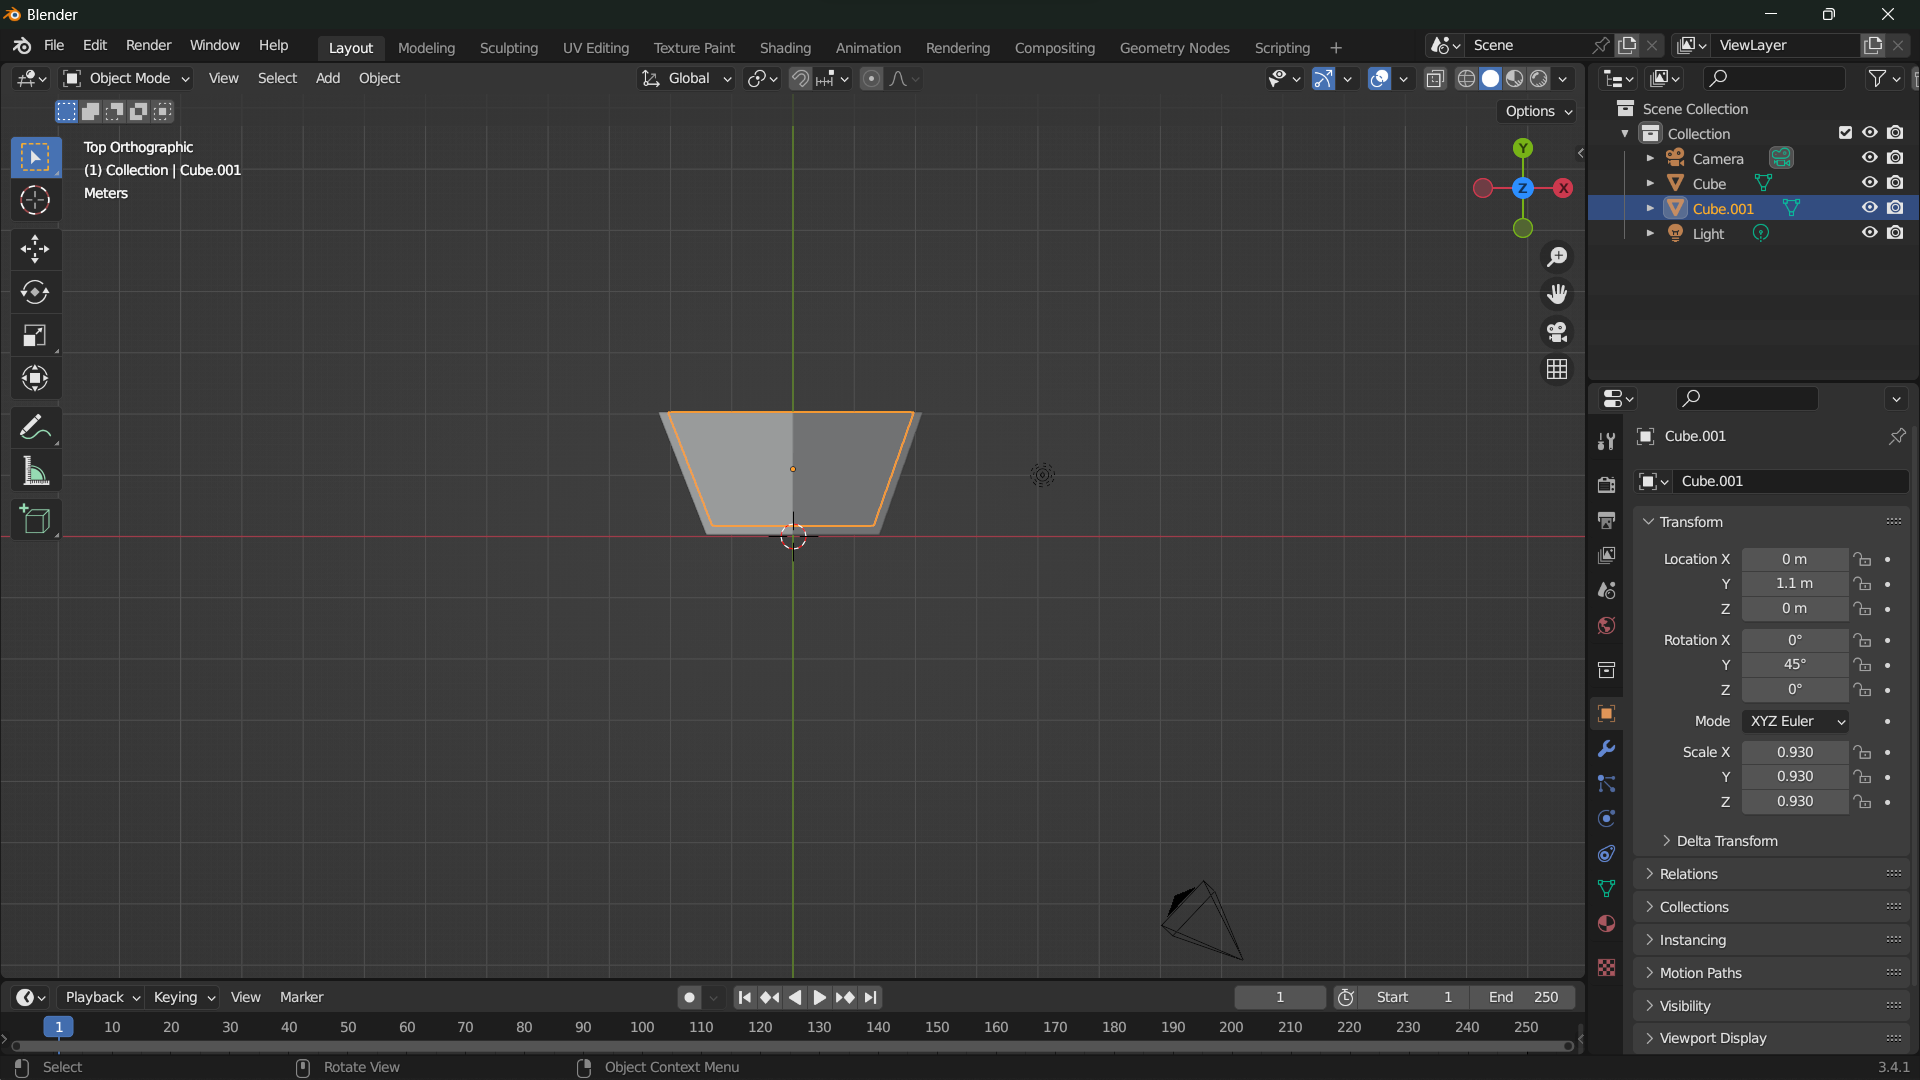 Blender
File Edit Render Window Help
Layout Modeling Sculpting UV Editing Texture Paint Shading Animation Rendering Compositing Geometry Nodes Scripting +
Scene
ViewLayer
Object Mode View Select Add Object
Global
Options
Top Orthographic
(1) Collection | Cube.001
Meters
Y
Z
X
Scene Collection
Collection
Camera
Cube
Cube.001
Light
Cube.001
Cube.001
Transform
Location X 0 m
Y 1.1 m
Z 0 m
Rotation X 0°
Y 45°
Z 0°
Mode XYZ Euler
Scale X 0.930
Y 0.930
Z 0.930
Delta Transform
Relations
Collections
Instancing
Motion Paths
Visibility
Viewport Display
Playback Keying View Marker
1 Start 1 End 250
1 10 20 30 40 50 60 70 80 90 100 110 120 130 140 150 160 170 180 190 200 210 220 230 240 250
Select Rotate View Object Context Menu 3.4.1